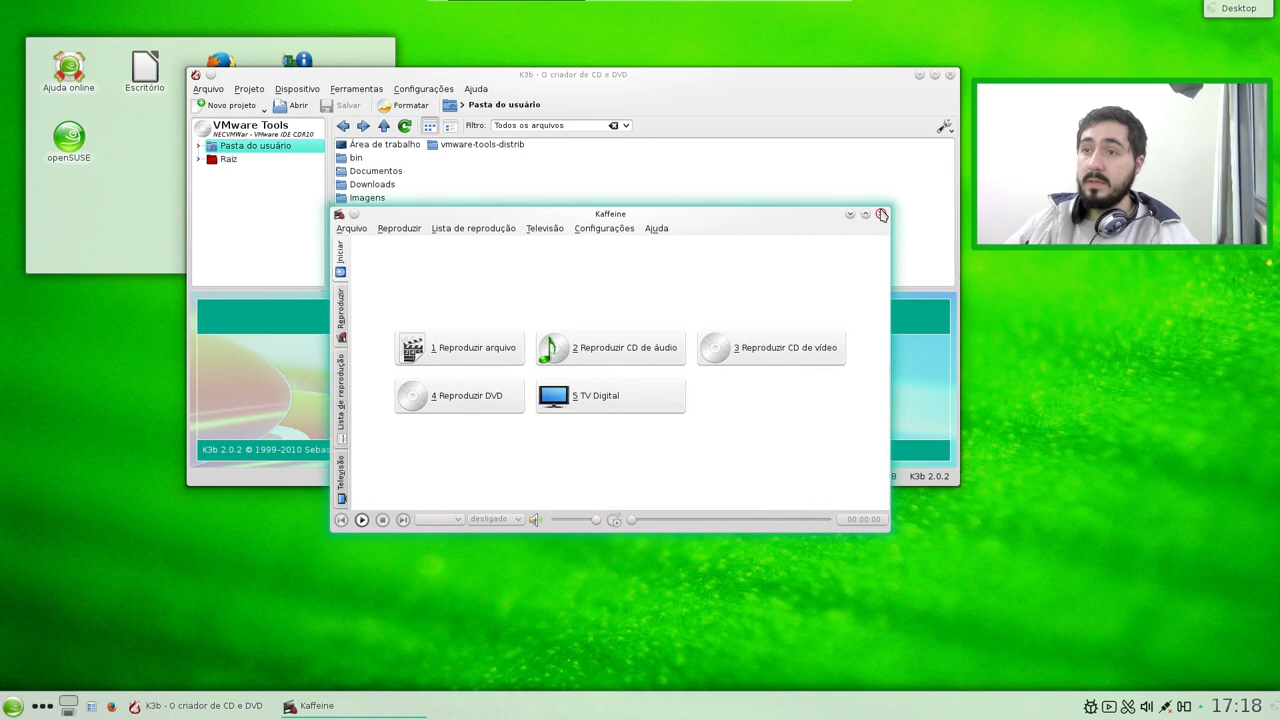 Desktop
Ajuda online
Escritório
openSUSE
K3b - O criador de CD e DVD
Arquivo Projeto Dispositivo Ferramentas Configurações Ajuda
Novo projeto Abrir Salvar Formatar Pasta do usuário
VMware Tools
NECVMWar - VMware IDE CDR10
Filtro: Todos os arquivos
Pasta do usuário
Raiz
Área de trabalho vmware-tools-distrib
bin
Documentos
Downloads
Imagens
Kaffeine
Arquivo Reproduzir Lista de reprodução Televisão Configurações Ajuda
Iniciar
Reproduzir
Lista de reprodução
Televisão
1 Reproduzir arquivo 2 Reproduzir CD de áudio 3 Reproduzir CD de vídeo
4 Reproduzir DVD 5 TV Digital
K3b 2.0.2 © 1999-2010 Sebas
K3b 2.0.2
desligado 00:00:00
K3b - O criador de CD e DVD Kaffeine 17:18